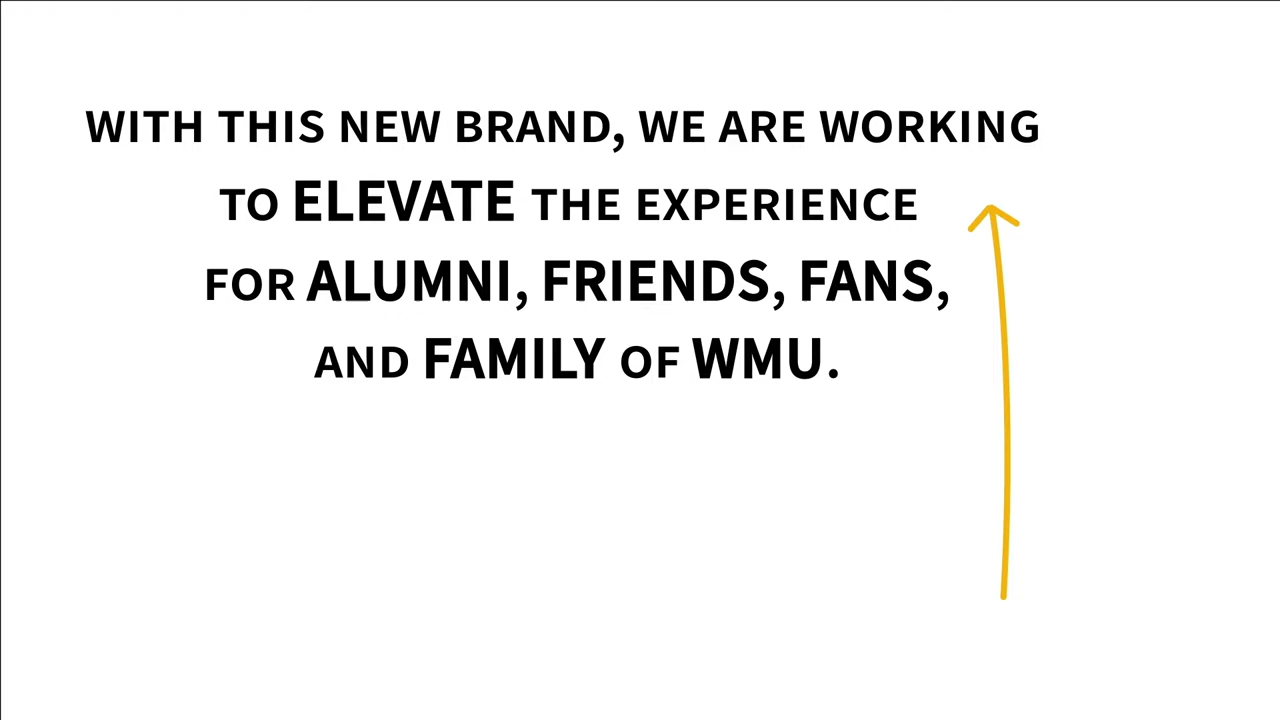 WITH THIS NEW BRAND, WE ARE WORKING
TO ELEVATE THE EXPERIENCE
FOR ALUMNI, FRIENDS, FANS,
AND FAMILY OF WMU.